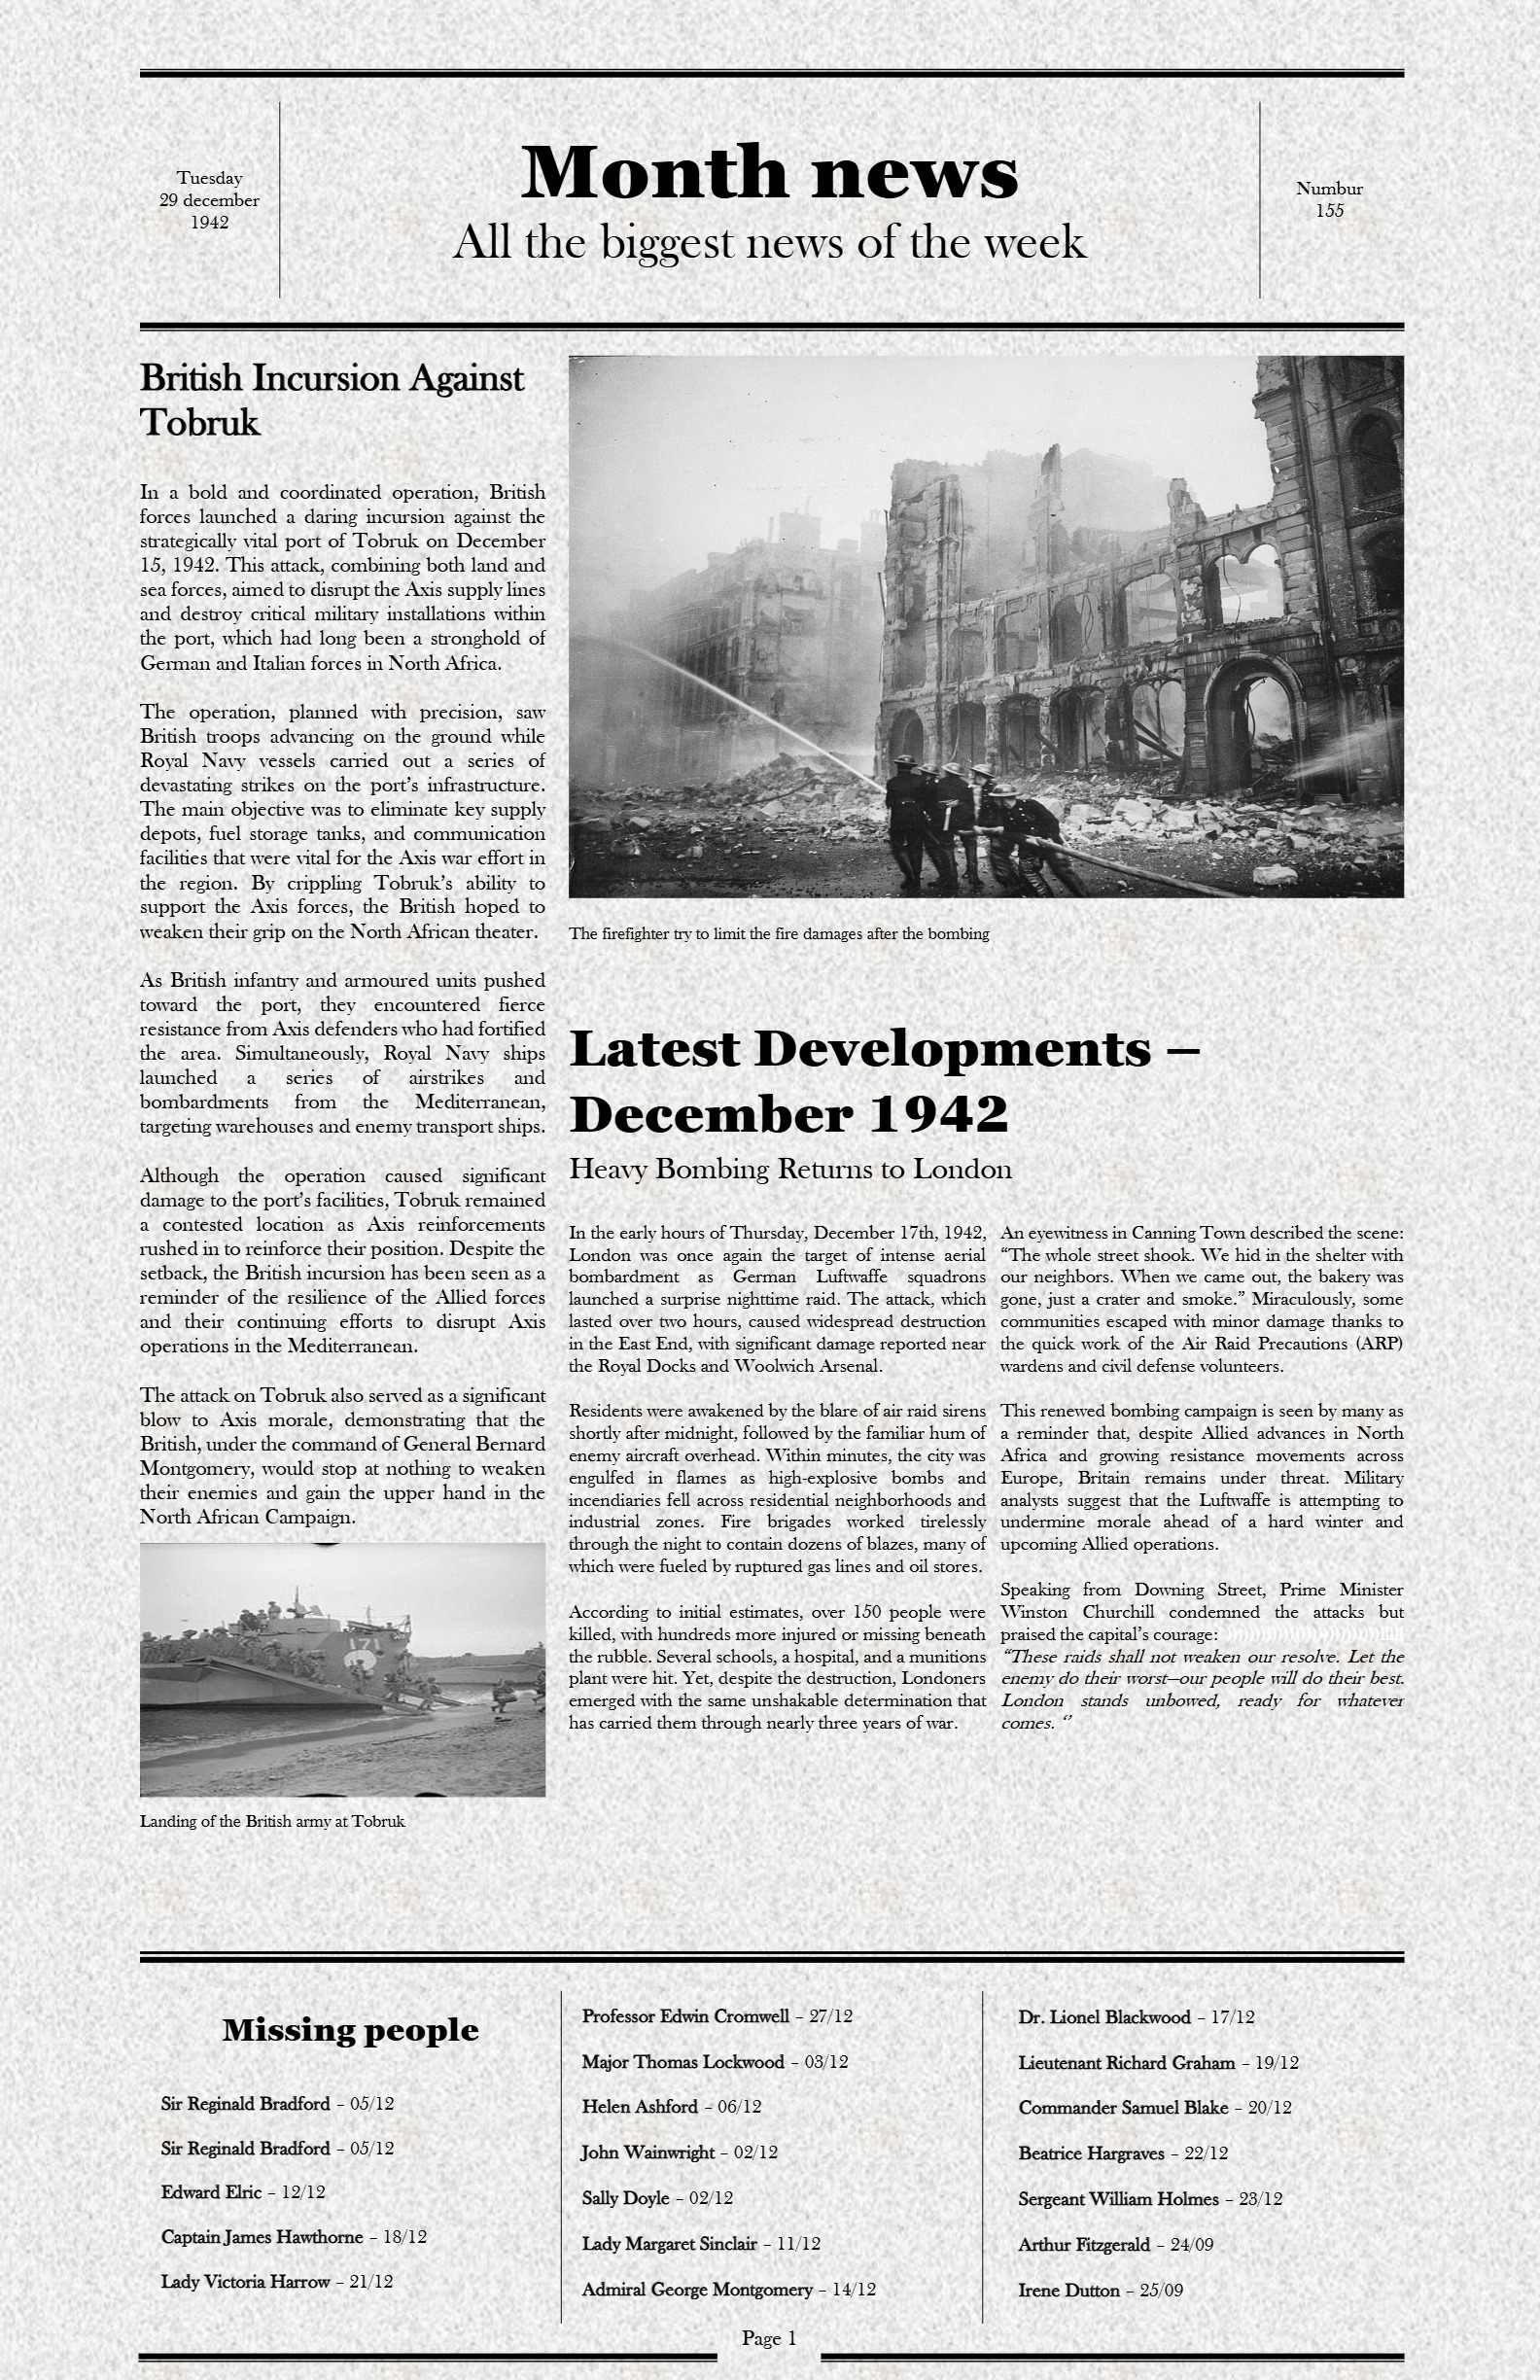 Tuesday
29 december
1942
Month news
All the biggest news of the week
Numbur
155
British Incursion Against
Tobruk
In a bold and coordinated operation, British
forces launched a daring incursion against the
strategically vital port of Tobruk on December
15, 1942. This attack, combining both land and
sea forces, aimed to disrupt the Axis supply lines
and destroy critical military installations within
the port, which had long been a stronghold of
German and Italian forces in North Africa.
The operation, planned with precision, saw
British troops advancing on the ground while
Royal Navy vessels carried out a series of
devastating strikes on the port’s infrastructure.
The main objective was to eliminate key supply
depots, fuel storage tanks, and communication
facilities that were vital for the Axis war effort in
the region. By crippling Tobruk’s ability to
support the Axis forces, the British hoped to
weaken their grip on the North African theater.
As British infantry and armoured units pushed
toward the port, they encountered fierce
resistance from Axis defenders who had fortified
the area. Simultaneously, Royal Navy ships
launched a series of airstrikes and
bombardments from the Mediterranean,
targeting warehouses and enemy transport ships.
Although the operation caused significant
damage to the port’s facilities, Tobruk remained
a contested location as Axis reinforcements
rushed in to reinforce their position. Despite the
setback, the British incursion has been seen as a
reminder of the resilience of the Allied forces
and their continuing efforts to disrupt Axis
operations in the Mediterranean.
The attack on Tobruk also served as a significant
blow to Axis morale, demonstrating that the
British, under the command of General Bernard
Montgomery, would stop at nothing to weaken
their enemies and gain the upper hand in the
North African Campaign.
171
Landing of the British army at Tobruk
The firefighter try to limit the fire damages after the bombing
Latest Developments –
December 1942
Heavy Bombing Returns to London
In the early hours of Thursday, December 17th, 1942,
London was once again the target of intense aerial
bombardment as German Luftwaffe squadrons
launched a surprise nighttime raid. The attack, which
lasted over two hours, caused widespread destruction
in the East End, with significant damage reported near
the Royal Docks and Woolwich Arsenal.
Residents were awakened by the blare of air raid sirens
shortly after midnight, followed by the familiar hum of
enemy aircraft overhead. Within minutes, the city was
engulfed in flames as high-explosive bombs and
incendiaries fell across residential neighborhoods and
industrial zones. Fire brigades worked tirelessly
through the night to contain dozens of blazes, many of
which were fueled by ruptured gas lines and oil stores.
According to initial estimates, over 150 people were
killed, with hundreds more injured or missing beneath
the rubble. Several schools, a hospital, and a munitions
plant were hit. Yet, despite the destruction, Londoners
emerged with the same unshakable determination that
has carried them through nearly three years of war.
An eyewitness in Canning Town described the scene:
“The whole street shook. We hid in the shelter with
our neighbors. When we came out, the bakery was
gone, just a crater and smoke.” Miraculously, some
communities escaped with minor damage thanks to
the quick work of the Air Raid Precautions (ARP)
wardens and civil defense volunteers.
This renewed bombing campaign is seen by many as
a reminder that, despite Allied advances in North
Africa and growing resistance movements across
Europe, Britain remains under threat. Military
analysts suggest that the Luftwaffe is attempting to
undermine morale ahead of a hard winter and
upcoming Allied operations.
Speaking from Downing Street, Prime Minister
Winston Churchill condemned the attacks but
praised the capital’s courage:
“These raids shall not weaken our resolve. Let the
enemy do their worst—our people will do their best.
London stands unbowed, ready for whatever
comes. ‘’
Missing people
Sir Reginald Bradford – 05/12
Sir Reginald Bradford – 05/12
Edward Elric – 12/12
Captain James Hawthorne – 18/12
Lady Victoria Harrow – 21/12
Professor Edwin Cromwell – 27/12
Major Thomas Lockwood – 03/12
Helen Ashford – 06/12
John Wainwright – 02/12
Sally Doyle – 02/12
Lady Margaret Sinclair – 11/12
Admiral George Montgomery – 14/12
Dr. Lionel Blackwood – 17/12
Lieutenant Richard Graham – 19/12
Commander Samuel Blake – 20/12
Beatrice Hargraves – 22/12
Sergeant William Holmes – 23/12
Arthur Fitzgerald – 24/09
Irene Dutton – 25/09
Page 1